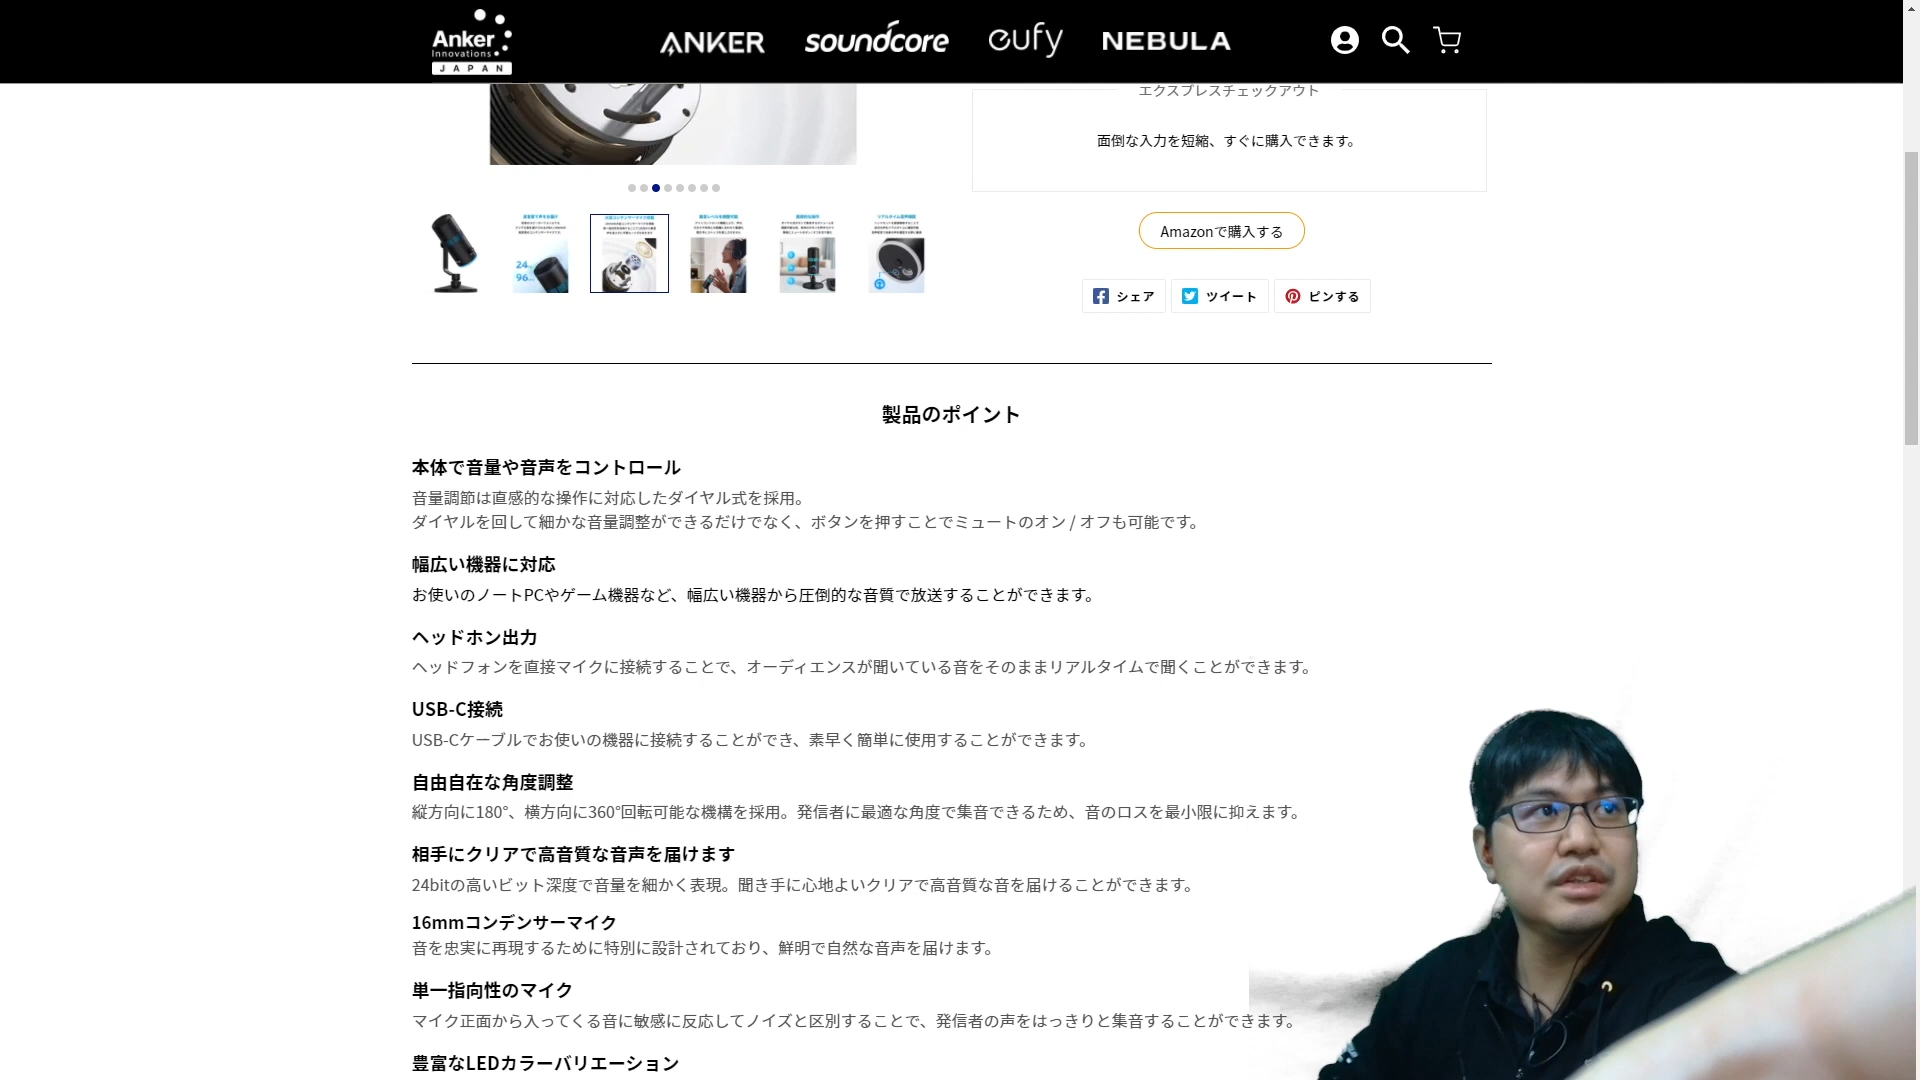 Anker
Innovations
JAPAN
ANKER
soundcore
eufy
NEBULA
エクスプレスチェックアウト
面倒な入力を短縮、すぐに購入できます。
24
96
Amazonで購入する
シェア
ツイート
ピンする
製品のポイント
本体で音量や音声をコントロール
音量調節は直感的な操作に対応したダイヤル式を採用。
ダイヤルを回して細かな音量調整ができるだけでなく、ボタンを押すことでミュートのオン / オフも可能です。
幅広い機器に対応
お使いのノートPCやゲーム機器など、幅広い機器から圧倒的な音質で放送することができます。
ヘッドホン出力
ヘッドフォンを直接マイクに接続することで、オーディエンスが聞いている音をそのままリアルタイムで聞くことができます。
USB-C接続
USB-Cケーブルでお使いの機器に接続することができ、素早く簡単に使用することができます。
自由自在な角度調整
縦方向に180°、横方向に360°回転可能な機構を採用。発信者に最適な角度で集音できるため、音のロスを最小限に抑えます。
相手にクリアで高音質な音声を届けます
24bitの高いビット深度で音量を細かく表現。聞き手に心地よいクリアで高音質な音を届けることができます。
16mmコンデンサーマイク
音を忠実に再現するために特別に設計されており、鮮明で自然な音声を届けます。
単一指向性のマイク
マイク正面から入ってくる音に敏感に反応してノイズと区別することで、発信者の声をはっきりと集音することができます。
豊富なLEDカラーバリエーション